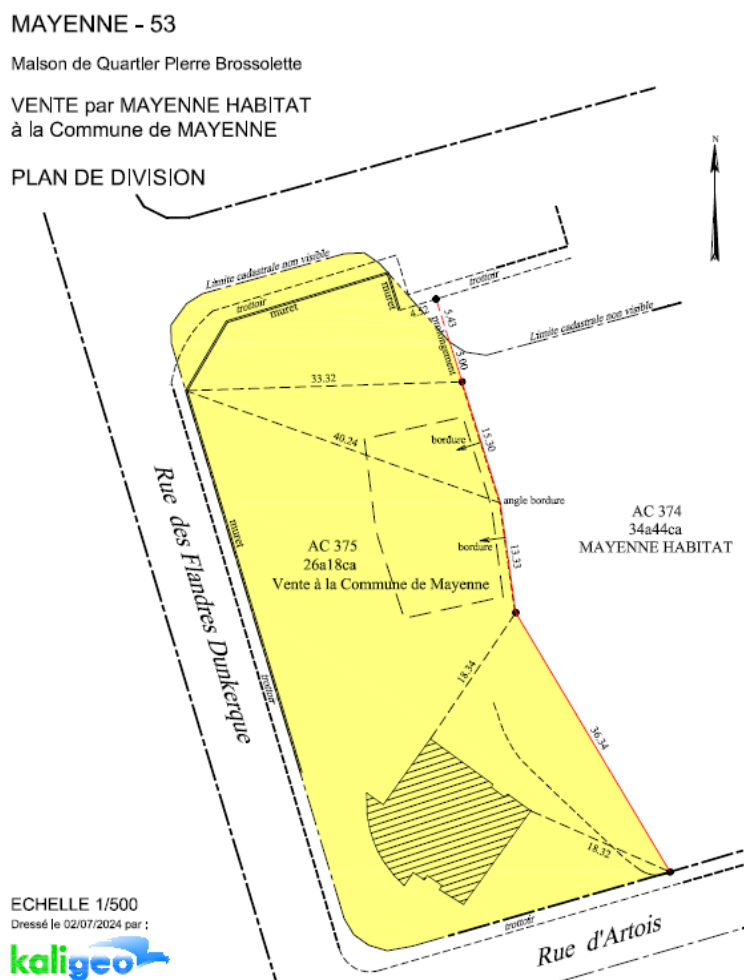 MAYENNE - 53
Maison de Quartier Pierre Brossolette
VENTE par MAYENNE HABITAT
à la Commune de MAYENNE
PLAN DE DIVISION
N
Limite cadastrale non visible
trottoir
muret
muret
trottoir
5.43
prolongement
5.00
Limite cadastrale non visible
33.32
40.24
bordure
15.30
angle bordure
AC 374
34a44ca
MAYENNE HABITAT
bordure
13.33
AC 375
26a18ca
Vente à la Commune de Mayenne
muret
Rue des Flandres Dunkerque
trottoir
18.34
36.34
18.32
trottoir
Rue d'Artois
ECHELLE 1/500
Dressé le 02/07/2024 par :
kaligeo